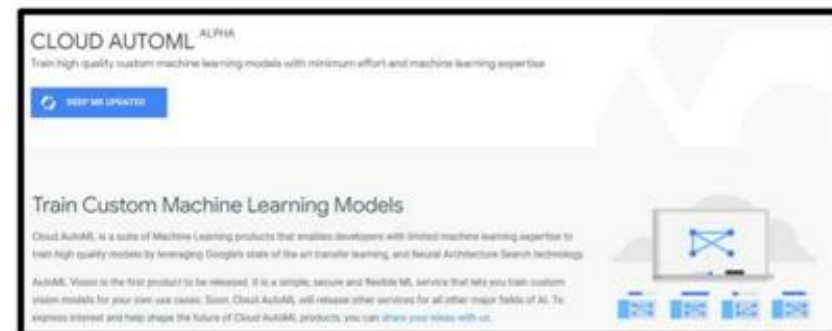 CLOUD AUTOML ALPHA
Train high quality custom machine learning models with minimum effort and machine learning expertise
KEEP ME UPDATED
Train Custom Machine Learning Models
Cloud AutoML is a suite of Machine Learning products that enables developers with limited machine learning expertise to
train high quality models by leveraging Google's state of the art transfer learning, and Neural Architecture Search technology.
AutoML Vision is the first product to be released. It is a simple, secure and flexible ML service that lets you train custom
vision models for your own use cases. Soon, Cloud AutoML will release other services for all other major fields of AI. To
express interest and help shape the future of Cloud AutoML products, you can share your ideas with us.